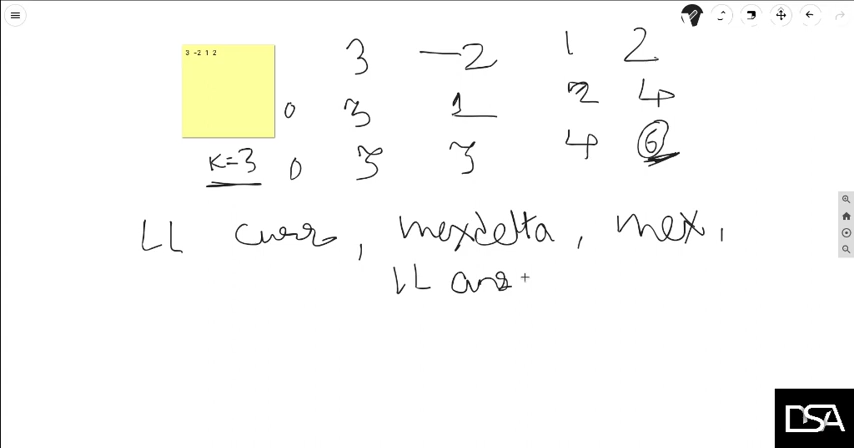 3 -2 1 2
3 -2 1 2
0 3 1 2 4
K=3 0 3 3 4 6
LL curr, maxdelta, max,
LL ans
DSA